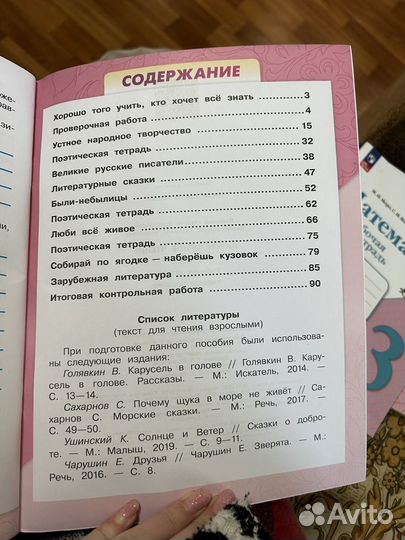 СОДЕРЖАНИЕ
Хорошо того учить, кто хочет всё знать 3
Проверочная работа 4
Устное народное творчество 15
Поэтическая тетрадь 32
Великие русские писатели 38
Литературные сказки 47
Были-небылицы 52
Поэтическая тетрадь 62
Люби всё живое 66
Поэтическая тетрадь 75
Собирай по ягодке — наберёшь кузовок 79
Зарубежная литература 85
Итоговая контрольная работа 90
Список литературы
(текст для чтения взрослыми)
При подготовке данного пособия были использова-
ны следующие издания:
Голявкин В. Карусель в голове // Голявкин В. Кару-
сель в голове. Рассказы. — М.: Искатель, 2014. —
С. 13—14.
Сахарнов С. Почему щука в море не живёт // Са-
харнов С. Морские сказки. — М.: Речь, 2017. —
С. 49—50.
Ушинский К. Солнце и Ветер // Сказки о добро-
те. — М.: Малыш, 2019. — С. 9—11.
Чарушин Е. Друзья // Чарушин Е. Зверята. — М.:
Речь, 2016. — С. 8.
3
Avito